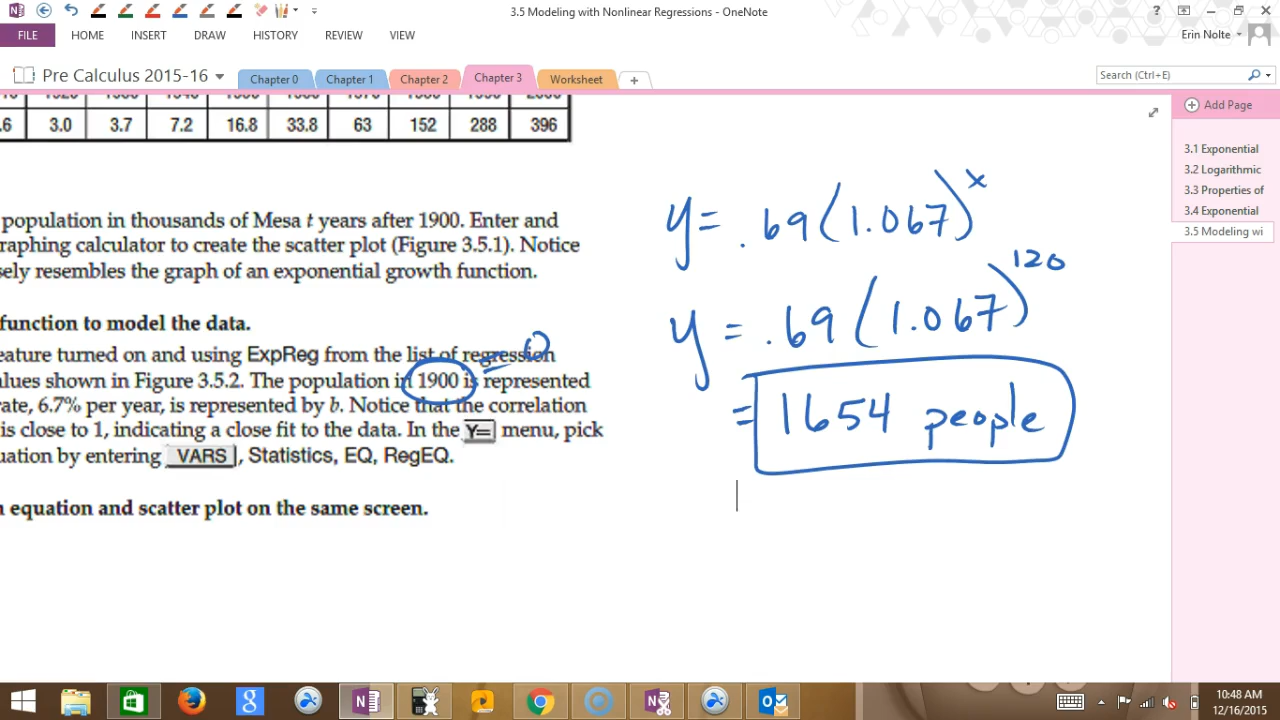 3.5 Modeling with Nonlinear Regressions - OneNote
FILE HOME INSERT DRAW HISTORY REVIEW VIEW
Erin Nolte
Pre Calculus 2015-16
Chapter 0 Chapter 1 Chapter 2 Chapter 3 Worksheet
Search (Ctrl+E)
Add Page
3.1 Exponential
3.2 Logarithmic
3.3 Properties of
3.4 Exponential
3.5 Modeling wi
.6 3.0 3.7 7.2 16.8 33.8 63 152 288 396
population in thousands of Mesa t years after 1900. Enter and
graphing calculator to create the scatter plot (Figure 3.5.1). Notice
sely resembles the graph of an exponential growth function.
function to model the data.
eature turned on and using ExpReg from the list of regression
alues shown in Figure 3.5.2. The population in 1900 is represented
rate, 6.7% per year, is represented by b. Notice that the correlation
is close to 1, indicating a close fit to the data. In the Y= menu, pick
uation by entering VARS, Statistics, EQ, RegEQ.
n equation and scatter plot on the same screen.
= 0
y = .69(1.067)^x
y = .69(1.067)^120
= 1654 people
10:48 AM
12/16/2015